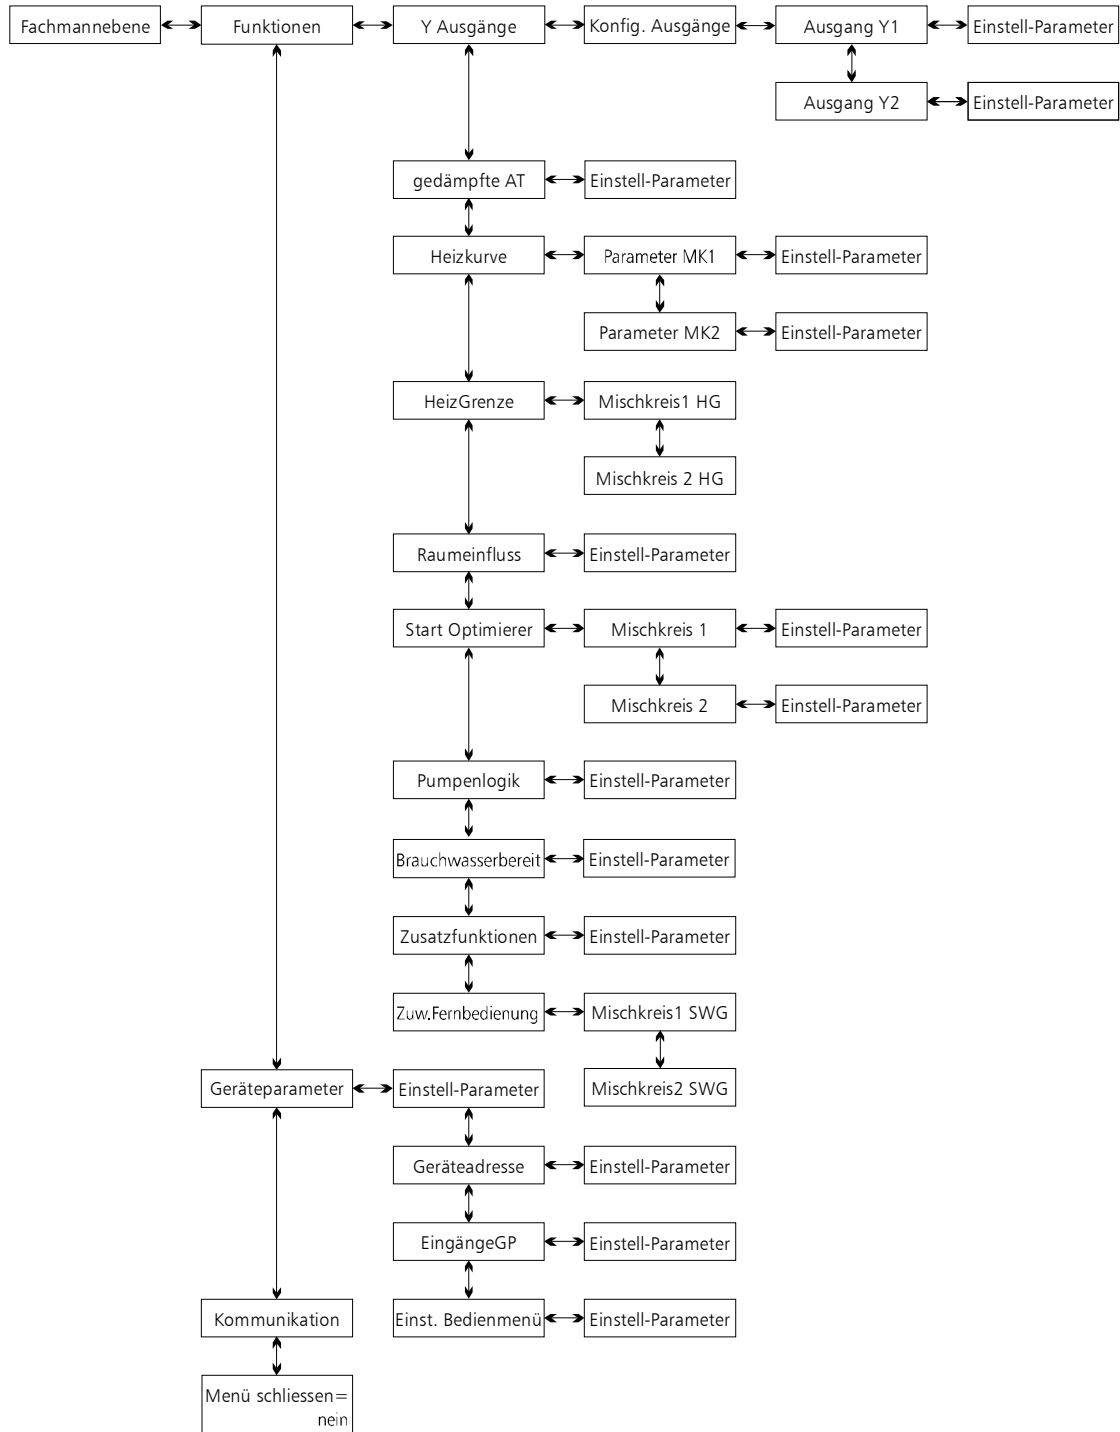 Fachmannebene
Funktionen
Y Ausgänge
Konfig. Ausgänge
Ausgang Y1
Einstell-Parameter
Ausgang Y2
Einstell-Parameter
gedämpfte AT
Einstell-Parameter
Heizkurve
Parameter MK1
Einstell-Parameter
Parameter MK2
Einstell-Parameter
HeizGrenze
Mischkreis1 HG
Mischkreis 2 HG
Raumeinfluss
Einstell-Parameter
Start Optimierer
Mischkreis 1
Einstell-Parameter
Mischkreis 2
Einstell-Parameter
Pumpenlogik
Einstell-Parameter
Brauchwasserbereit
Einstell-Parameter
Zusatzfunktionen
Einstell-Parameter
Zuw.Fernbedienung
Mischkreis1 SWG
Mischkreis2 SWG
Geräteparameter
Einstell-Parameter
Geräteadresse
Einstell-Parameter
EingängeGP
Einstell-Parameter
Kommunikation
Einst. Bedienmenü
Einstell-Parameter
Menü schliessen=
nein